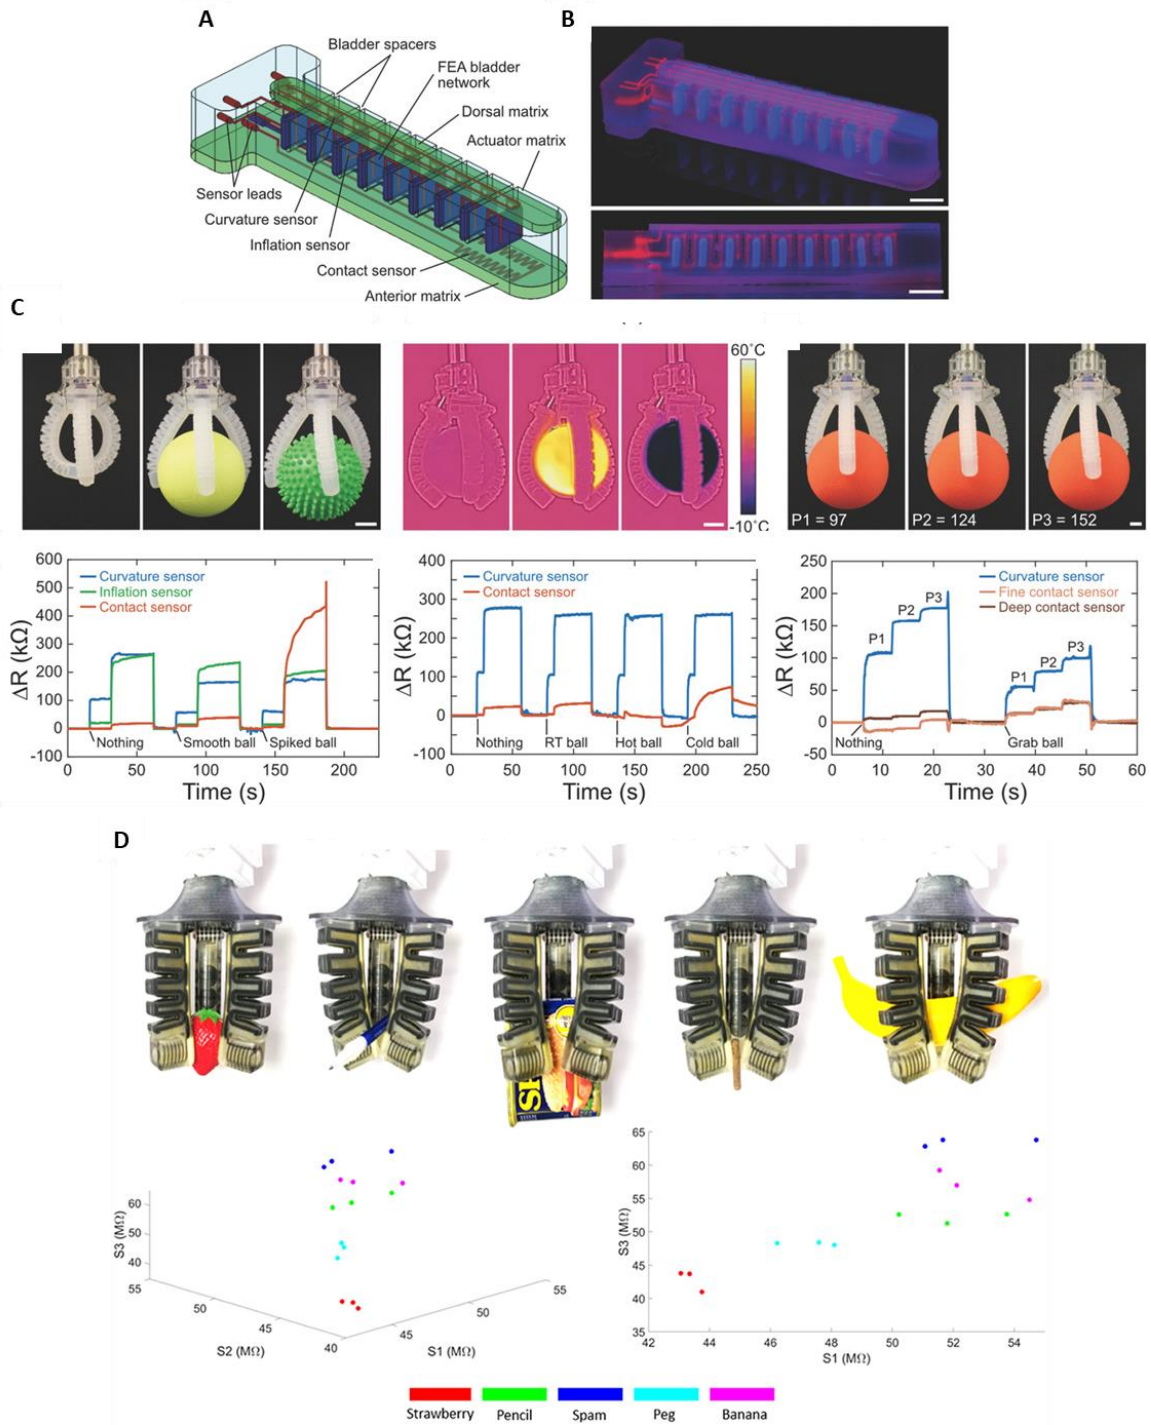 A
B
Bladder spacers
FEA bladder
network
Dorsal matrix
Actuator matrix
Sensor leads
Curvature sensor
Inflation sensor
Contact sensor
Anterior matrix
C
60˚C
-10˚C
P1 = 97
P2 = 124
P3 = 152
600
500
400
300
200
100
0
-100
ΔR (kΩ)
Curvature sensor
Inflation sensor
Contact sensor
Nothing
Smooth ball
Spiked ball
0
50
100
150
200
Time (s)
400
300
200
100
0
-100
ΔR (kΩ)
Curvature sensor
Contact sensor
Nothing
RT ball
Hot ball
Cold ball
0
50
100
150
200
250
Time (s)
250
200
150
100
50
0
-50
ΔR (kΩ)
Curvature sensor
Fine contact sensor
Deep contact sensor
P1
P2
P3
P1
P2
P3
Nothing
Grab ball
0
10
20
30
40
50
60
Time (s)
D
S3 (MΩ)
60
50
40
55
50
45
40
S2 (MΩ)
45
50
55
S1 (MΩ)
65
60
55
50
45
40
35
S3 (MΩ)
42
44
46
48
50
52
54
S1 (MΩ)
Strawberry
Pencil
Spam
Peg
Banana